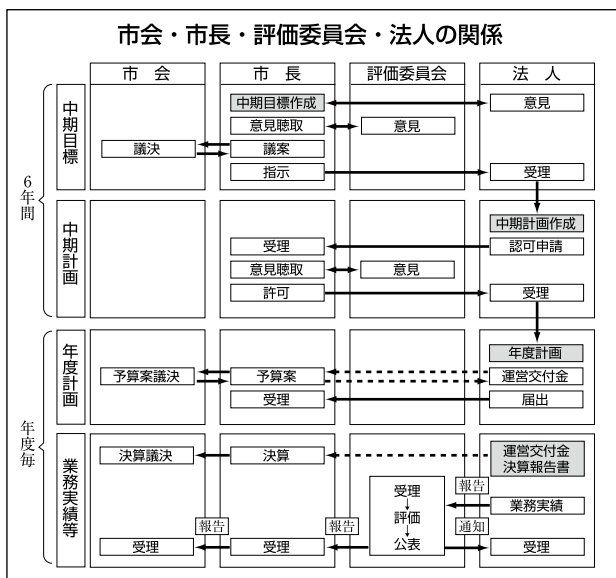 市会・市長・評価委員会・法人の関係
市　会
市　長
評価委員会
法　人
6年間
中期目標
中期目標作成
意見
意見聴取
意見
議決
議案
指示
受理
中期計画
中期計画作成
受理
認可申請
意見聴取
意見
許可
受理
年度毎
年度計画
年度計画
予算案議決
予算案
運営交付金
受理
届出
業務実績等
決算議決
決算
運営交付金
決算報告書
受理
報告
業務実績
評価
報告
報告
通知
公表
受理
受理
受理